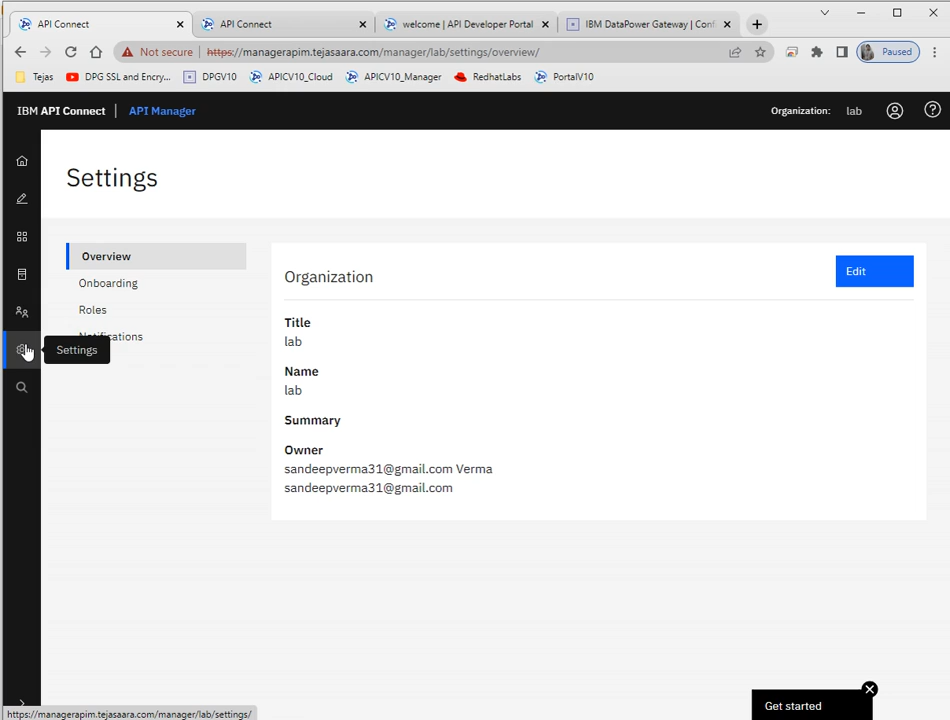 API Connect
API Connect
welcome | API Developer Portal
IBM DataPower Gateway | Confi
Not secure
https://managerapim.tejasaara.com/manager/lab/settings/overview/
Paused
Tejas
DPG SSL and Encry...
DPGV10
APICV10_Cloud
APICV10_Manager
RedhatLabs
PortalV10
IBM API Connect | API Manager
Organization: lab
Settings
Overview
Onboarding
Roles
Notifications
Settings
Organization
Edit
Title
lab
Name
lab
Summary
Owner
sandeepverma31@gmail.com Verma
sandeepverma31@gmail.com
Get started
https://managerapim.tejasaara.com/manager/lab/settings/